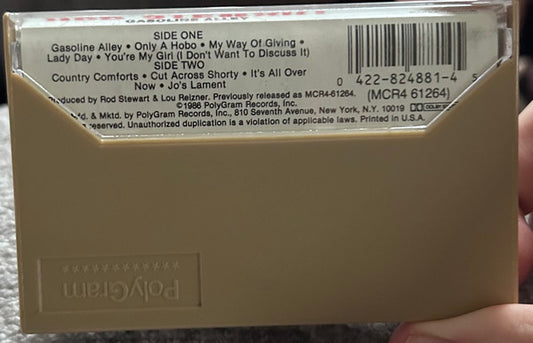 GASOLINE ALLEY
SIDE ONE
Gasoline Alley • Only A Hobo • My Way Of Giving •
Lady Day • You're My Girl (I Don't Want To Discuss It)
SIDE TWO
Country Comforts • Cut Across Shorty • It's All Over
Now • Jo's Lament
0 422-824881-4
(MCR4 61264)
Produced by Rod Stewart & Lou Reizner. Previously released as MCR4-61264.
©1986 PolyGram Records, Inc.
Mfd. & Mktd. by PolyGram Records, Inc., 810 Seventh Avenue, New York, N.Y. 10019
reserved. Unauthorized duplication is a violation of applicable laws. Printed in U.S.A.
PolyGram